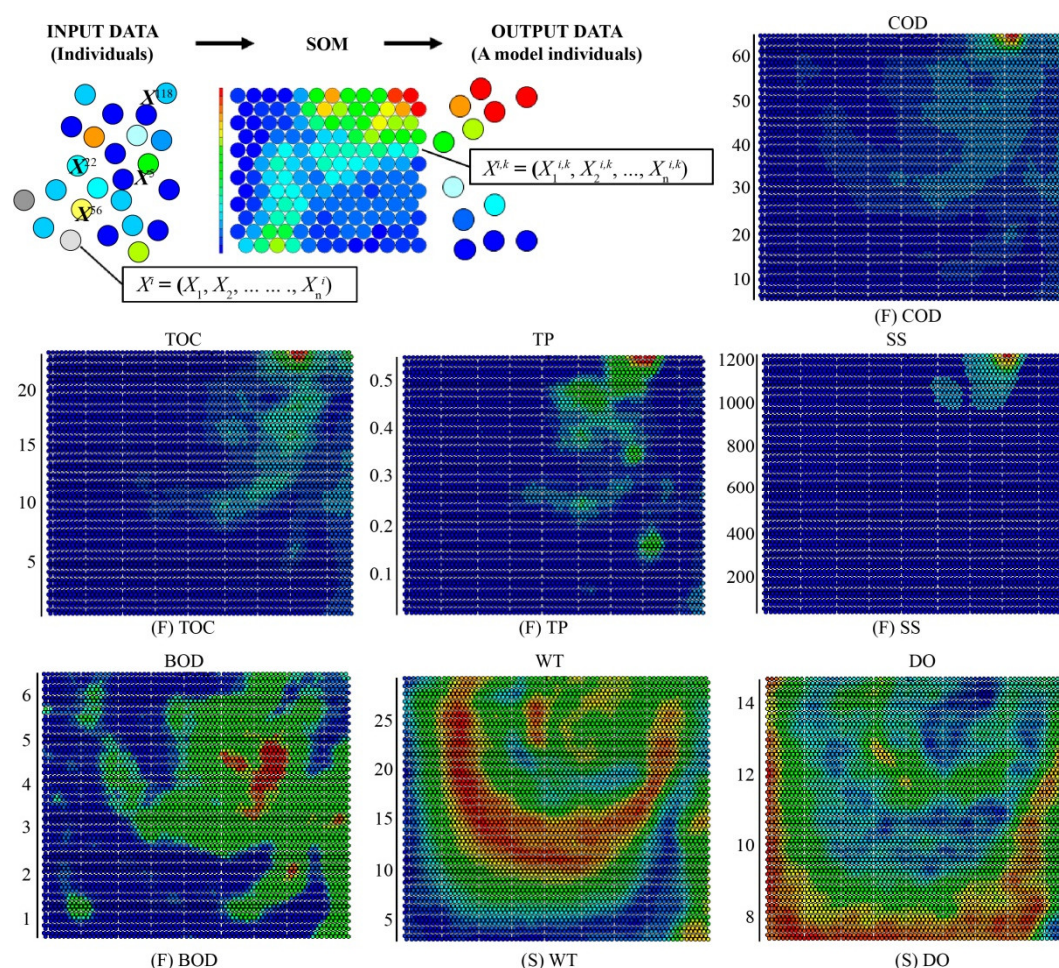 INPUT DATA
(Individuals)
SOM
OUTPUT DATA
(A model individuals)
X^118
X^22
X^5
X^56
X^i = (X_1, X_2, ... ... ., X_n^i)
X^i,k = (X_1^i,k, X_2^i,k, ..., X_n^i,k)
COD
60
50
40
30
20
10
(F) COD
TOC
20
15
10
5
(F) TOC
TP
0.5
0.4
0.3
0.2
0.1
(F) TP
SS
1200
1000
800
600
400
200
(F) SS
BOD
6
5
4
3
2
1
(F) BOD
WT
25
20
15
10
5
(S) WT
DO
14
12
10
8
(S) DO